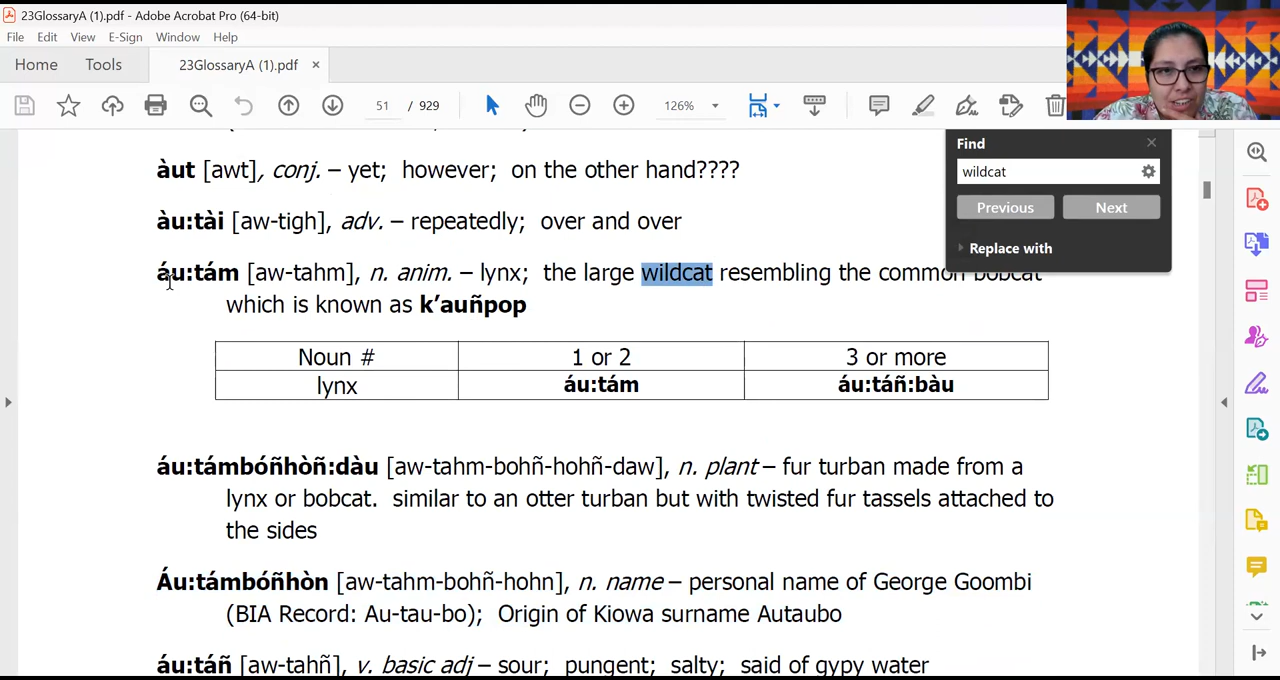 23GlossaryA (1).pdf - Adobe Acrobat Pro (64-bit)
File Edit View E-Sign Window Help
Home Tools 23GlossaryA (1).pdf ×
51 / 929 126%
Find
wildcat
Previous Next
Replace with
àut [awt], conj. – yet; however; on the other hand????
àu:tài [aw-tigh], adv. – repeatedly; over and over
áu:tám [aw-tahm], n. anim. – lynx; the large wildcat resembling the common bobcat
which is known as k’auñpop
Noun # 1 or 2 3 or more
lynx áu:tám áu:táñ:bàu
áu:támbóñhòñ:dàu [aw-tahm-bohñ-hohñ-daw], n. plant – fur turban made from a
lynx or bobcat. similar to an otter turban but with twisted fur tassels attached to
the sides
Áu:támbóñhòn [aw-tahm-bohñ-hohn], n. name – personal name of George Goombi
(BIA Record: Au-tau-bo); Origin of Kiowa surname Autaubo
áu:táñ [aw-tahñ], v. basic adj – sour; pungent; salty; said of gypy water